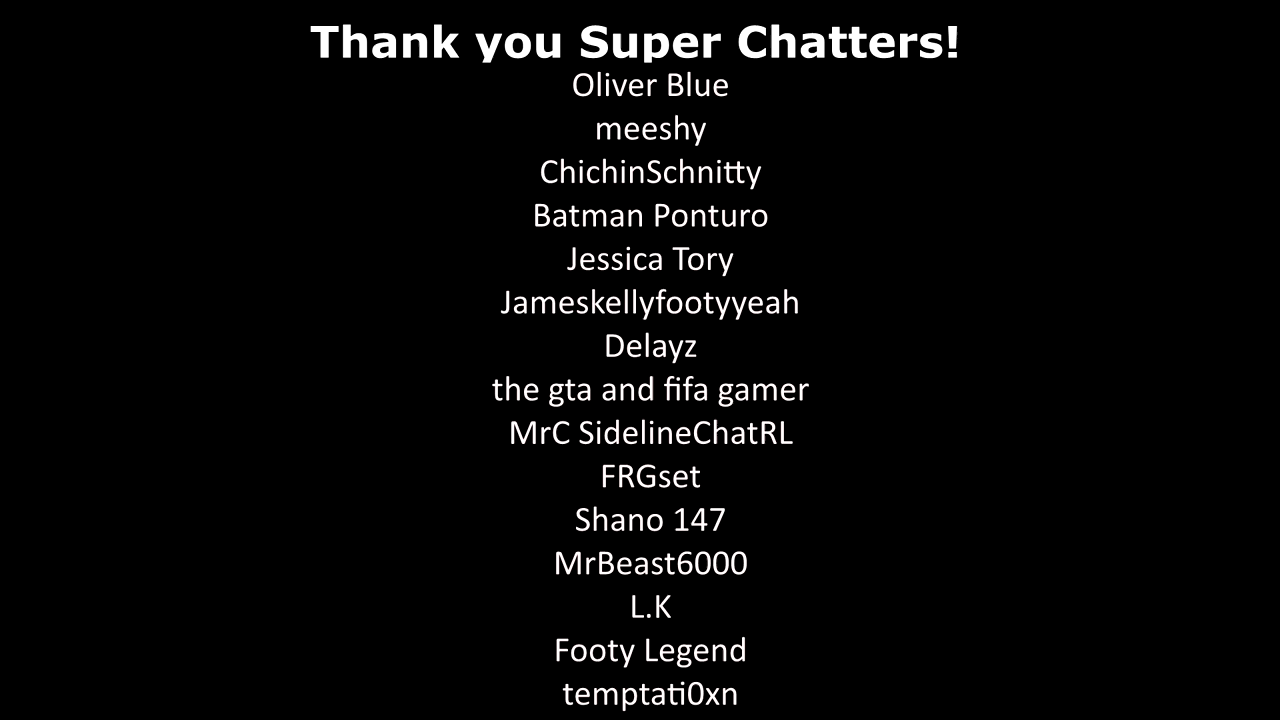 Thank you Super Chatters!
Oliver Blue
meeshy
ChichinSchnitty
Batman Ponturo
Jessica Tory
Jameskellyfootyyeah
Delayz
the gta and fifa gamer
MrC SidelineChatRL
FRGset
Shano 147
MrBeast6000
L.K
Footy Legend
temptati0xn